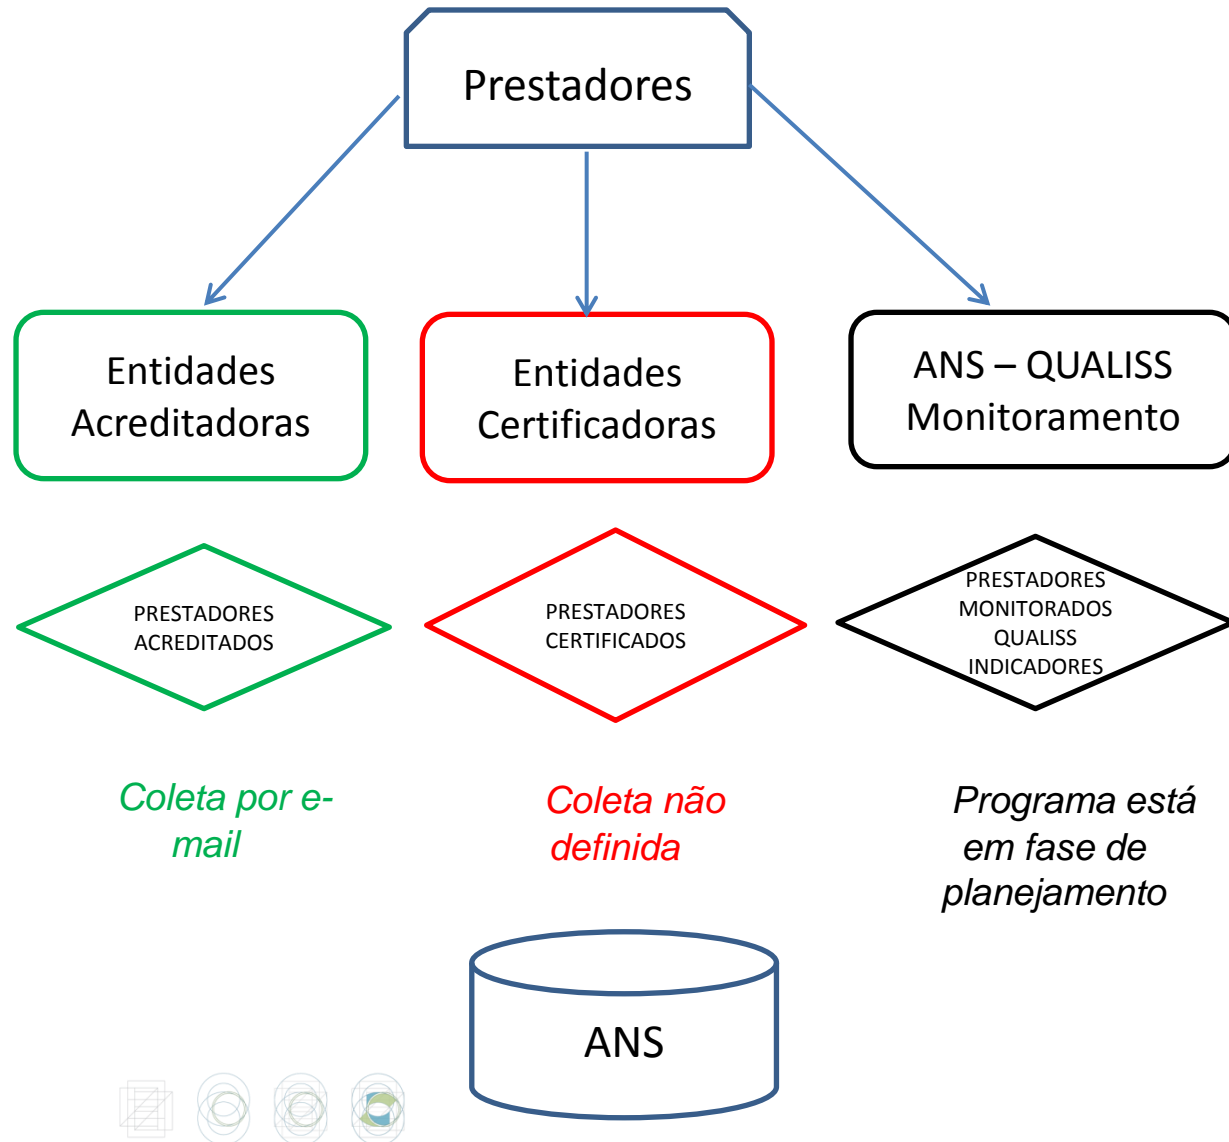 Prestadores
Entidades
Acreditadoras
Entidades
Certificadoras
ANS – QUALISS
Monitoramento
PRESTADORES
ACREDITADOS
PRESTADORES
CERTIFICADOS
PRESTADORES
MONITORADOS
QUALISS
INDICADORES
Coleta por e-
mail
Coleta não
definida
Programa está
em fase de
planejamento
ANS